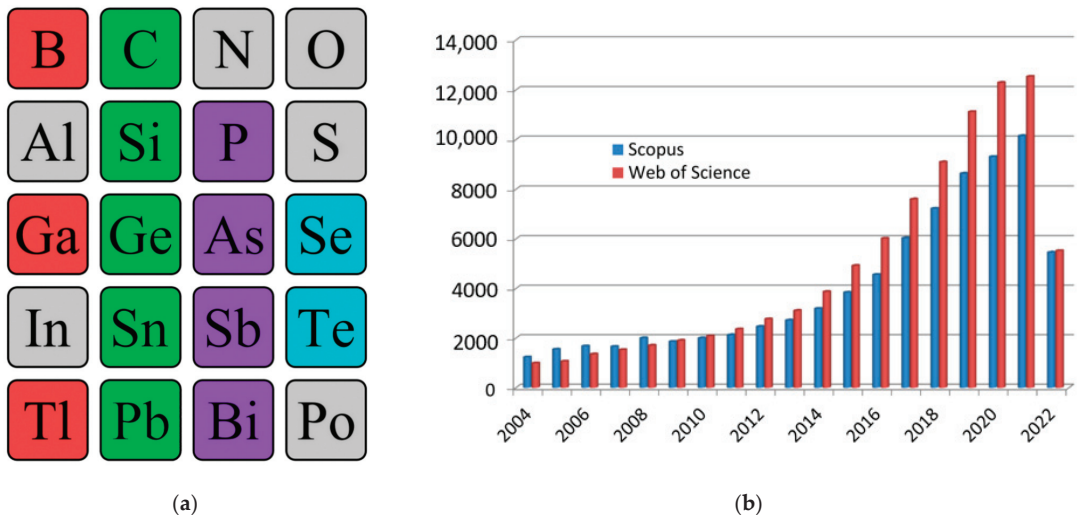 B C N O
Al Si P S
Ga Ge As Se
In Sn Sb Te
Tl Pb Bi Po
(a)
14,000
12,000
10,000
8000
6000
4000
2000
0
Scopus
Web of Science
2004 2006 2008 2010 2012 2014 2016 2018 2020 2022
(b)